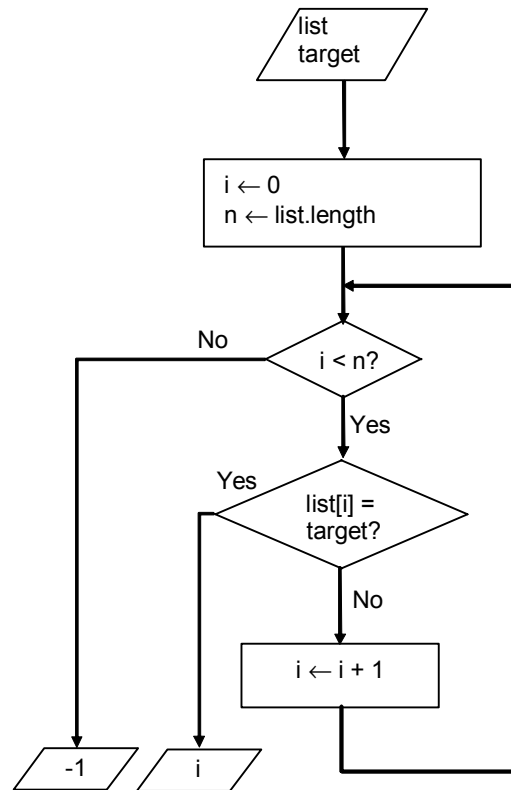 list
target
i ← 0
n ← list.length
No
i < n?
Yes
Yes
list[i] =
target?
No
i ← i + 1
-1
i